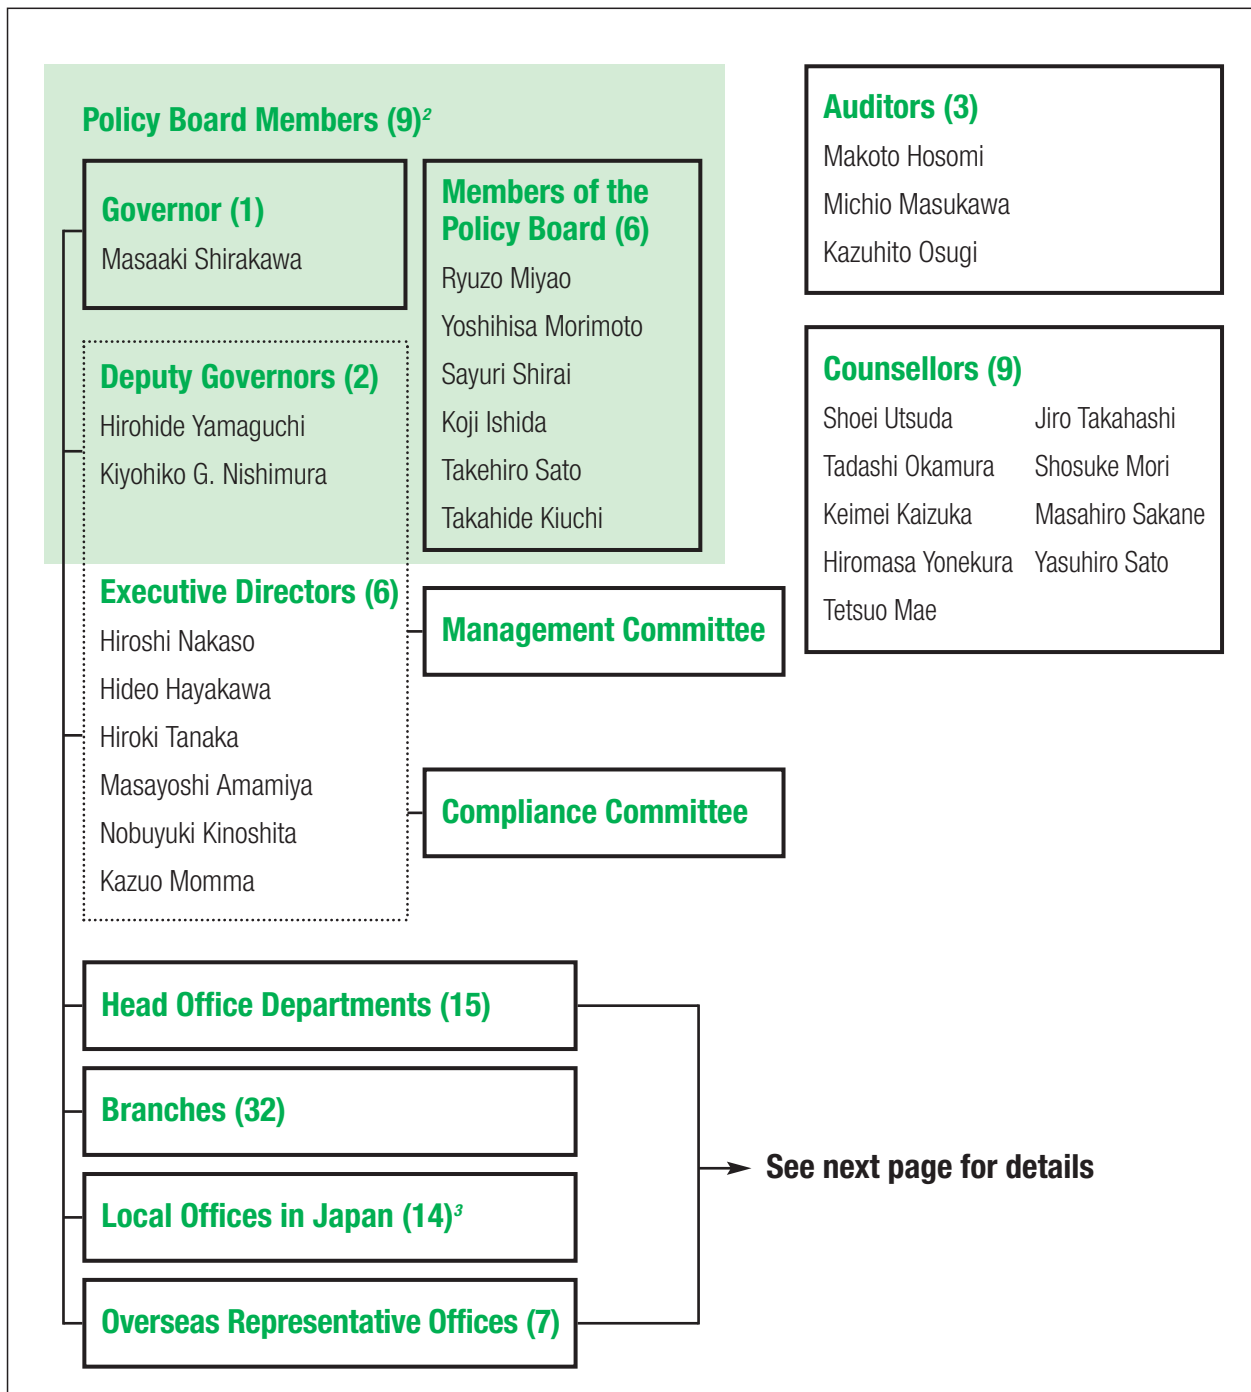 Policy Board Members (9)²
Governor (1)
Masaaki Shirakawa
Deputy Governors (2)
Hirohide Yamaguchi
Kiyohiko G. Nishimura
Members of the
Policy Board (6)
Ryuzo Miyao
Yoshihisa Morimoto
Sayuri Shirai
Koji Ishida
Takehiro Sato
Takahide Kiuchi
Executive Directors (6)
Hiroshi Nakaso
Hideo Hayakawa
Hiroki Tanaka
Masayoshi Amamiya
Nobuyuki Kinoshita
Kazuo Momma
Management Committee
Compliance Committee
Auditors (3)
Makoto Hosomi
Michio Masukawa
Kazuhito Osugi
Counsellors (9)
Shoei Utsuda
Tadashi Okamura
Keimei Kaizuka
Hiromasa Yonekura
Tetsuo Mae
Jiro Takahashi
Shosuke Mori
Masahiro Sakane
Yasuhiro Sato
Head Office Departments (15)
Branches (32)
Local Offices in Japan (14)³
Overseas Representative Offices (7)
See next page for details